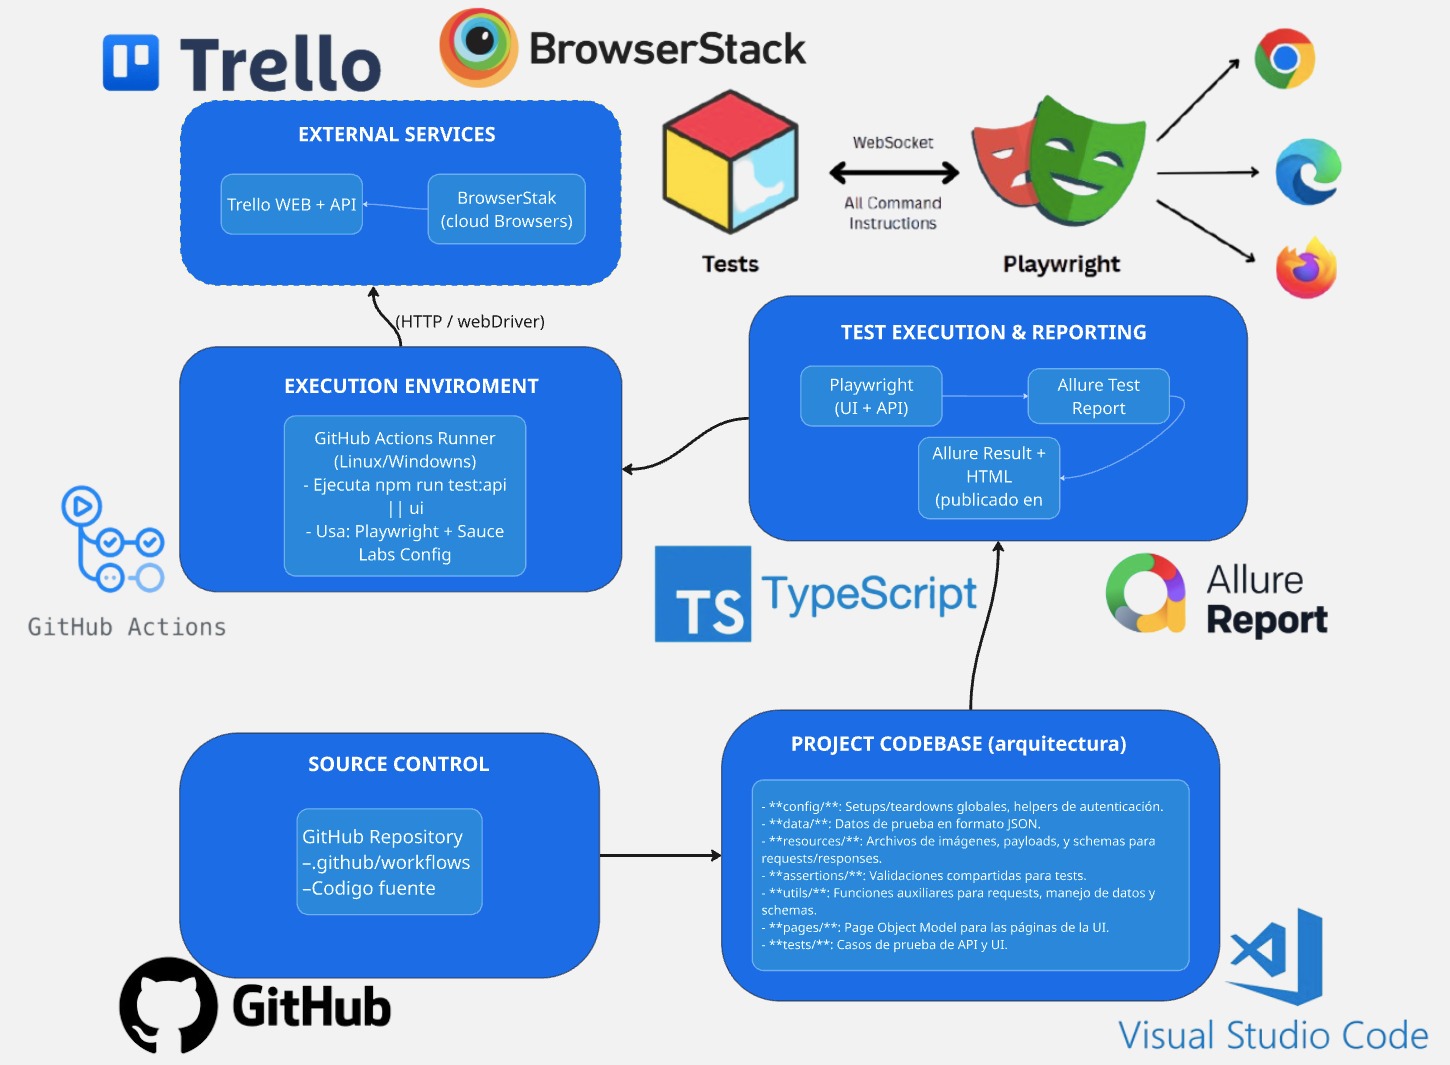 Trello
BrowserStack
EXTERNAL SERVICES
Trello WEB + API
BrowserStak
(cloud Browsers)
WebSocket
All Command
Instructions
Tests
Playwright
(HTTP / webDriver)
TEST EXECUTION & REPORTING
Playwright
(UI + API)
Allure Test
Report
Allure Result +
HTML
(publicado en
EXECUTION ENVIROMENT
GitHub Actions Runner
(Linux/Windowns)
- Ejecuta npm run test:api
|| ui
- Usa: Playwright + Sauce
Labs Config
GitHub Actions
TS TypeScript
Allure
Report
SOURCE CONTROL
GitHub Repository
–.github/workflows
–Codigo fuente
GitHub
PROJECT CODEBASE (arquitectura)
- **config/**: Setups/teardowns globales, helpers de autenticación.
- **data/**: Datos de prueba en formato JSON.
- **resources/**: Archivos de imágenes, payloads, y schemas para
requests/responses.
- **assertions/**: Validaciones compartidas para tests.
- **utils/**: Funciones auxiliares para requests, manejo de datos y
schemas.
- **pages/**: Page Object Model para las páginas de la UI.
- **tests/**: Casos de prueba de API y UI.
Visual Studio Code